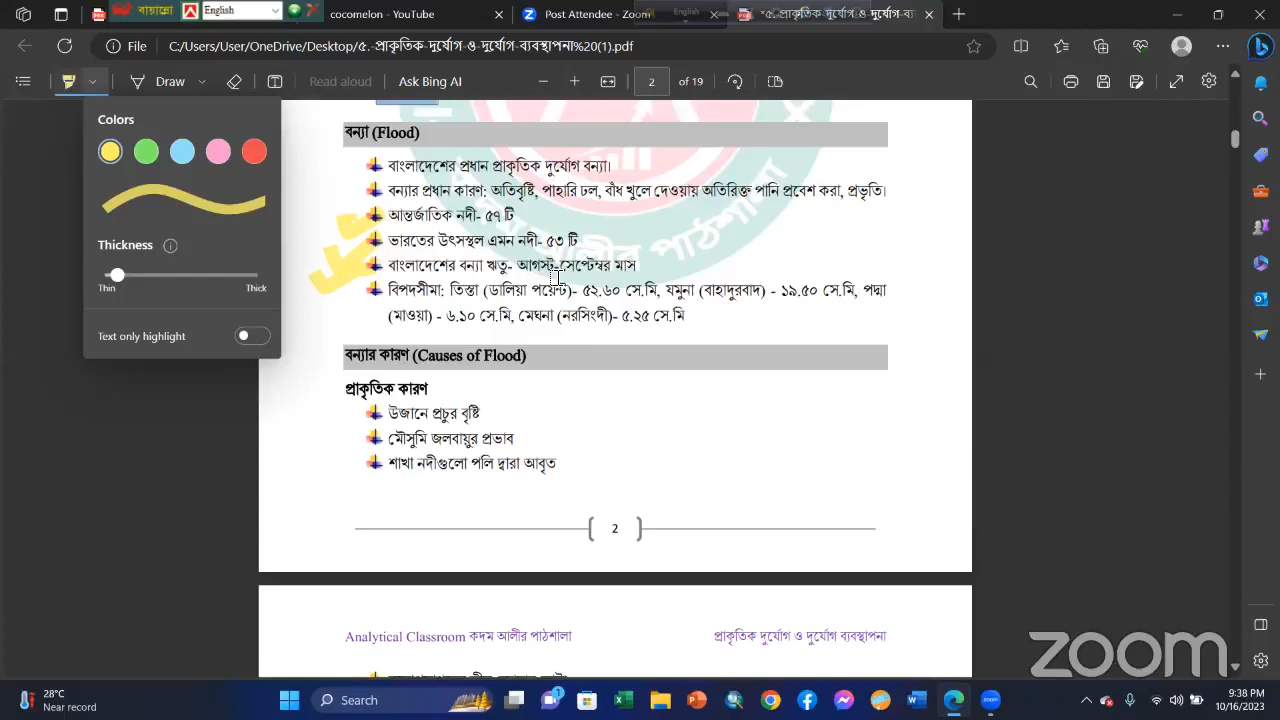 বায়ান্নো English
cocomelon - YouTube
Post Attendee - Zoom
English
File C:/Users/Desktop/৫. প্রাকৃতিক দুর্যোগ ও দুর্যোগ-ব্যবস্থাপন%20(1).pdf
Draw Read aloud Ask Bing AI 2 of 19
Colors
Thickness
Thin Thick
Text only highlight
বন্যা (Flood)
বাংলাদেশের প্রধান প্রাকৃতিক দুর্যোগ বন্যা।
বন্যার প্রধান কারণ: অতিবৃষ্টি, পাহারি ঢল, বাঁধ খুলে দেওয়ায় অতিরিক্ত পানি প্রবেশ করা, প্রভৃতি।
আন্তর্জাতিক নদী- ৫৭ টি
ভারতের উৎসস্থল এমন নদী- ৫৩ টি
বাংলাদেশের বন্যা ঋতু- আগস্ট-সেপ্টেম্বর মাস
বিপদসীমা: তিস্তা (ডালিয়া পয়েন্ট)- ৫২.৬০ সে.মি, যমুনা (বাহাদুরবাদ) - ১৯.৫০ সে.মি, পদ্মা
(মাওয়া) - ৬.১০ সে.মি, মেঘনা (নরসিংদী)- ৫.২৫ সে.মি
বন্যার কারণ (Causes of Flood)
প্রাকৃতিক কারণ
উজানে প্রচুর বৃষ্টি
মৌসুমি জলবায়ুর প্রভাব
শাখা নদীগুলো পলি দ্বারা আবৃত
2
Analytical Classroom কদম আলীর পাঠশালা প্রাকৃতিক দুর্যোগ ও দুর্যোগ ব্যবস্থাপনা
zoom
28°C
Near record
Search
9:38 PM
10/16/2023